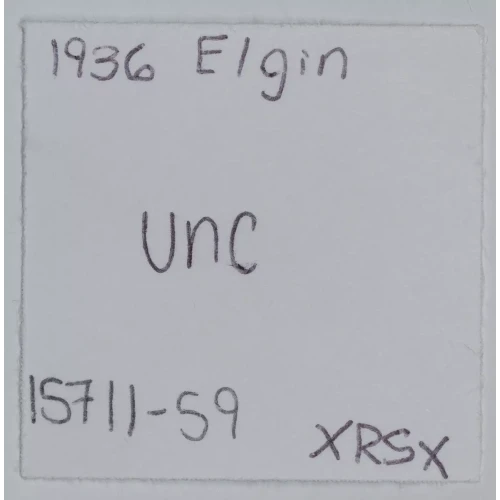 1936 Elgin
UnC
15711-59
XRSX